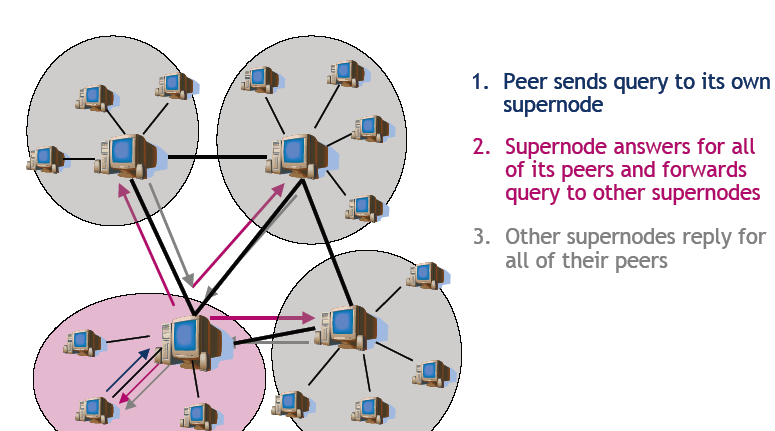 1. Peer sends query to its own
supernode
2. Supernode answers for all
of its peers and forwards
query to other supernodes
3. Other supernodes reply for
all of their peers